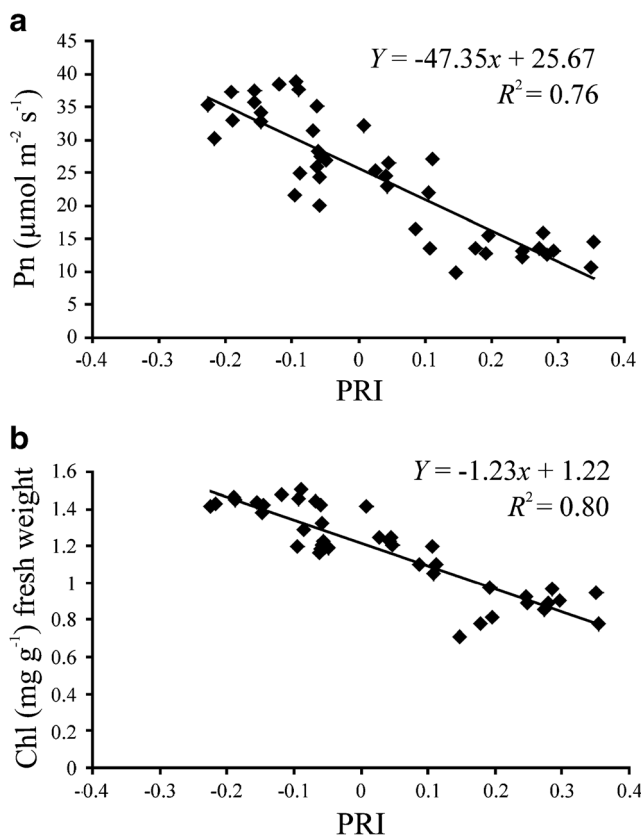 a
Y = -47.35x + 25.67
R² = 0.76
45
40
35
30
25
20
15
10
5
0
Pn (µmol m⁻² s⁻¹)
-0.4 -0.3 -0.2 -0.1 0 0.1 0.2 0.3 0.4
PRI
b
Y = -1.23x + 1.22
R² = 0.80
1.6
1.4
1.2
1
0.8
0.6
0.4
0.2
0
Chl (mg g⁻¹) fresh weight
-0.4 -0.3 -0.2 -0.1 0 0.1 0.2 0.3 0.4
PRI